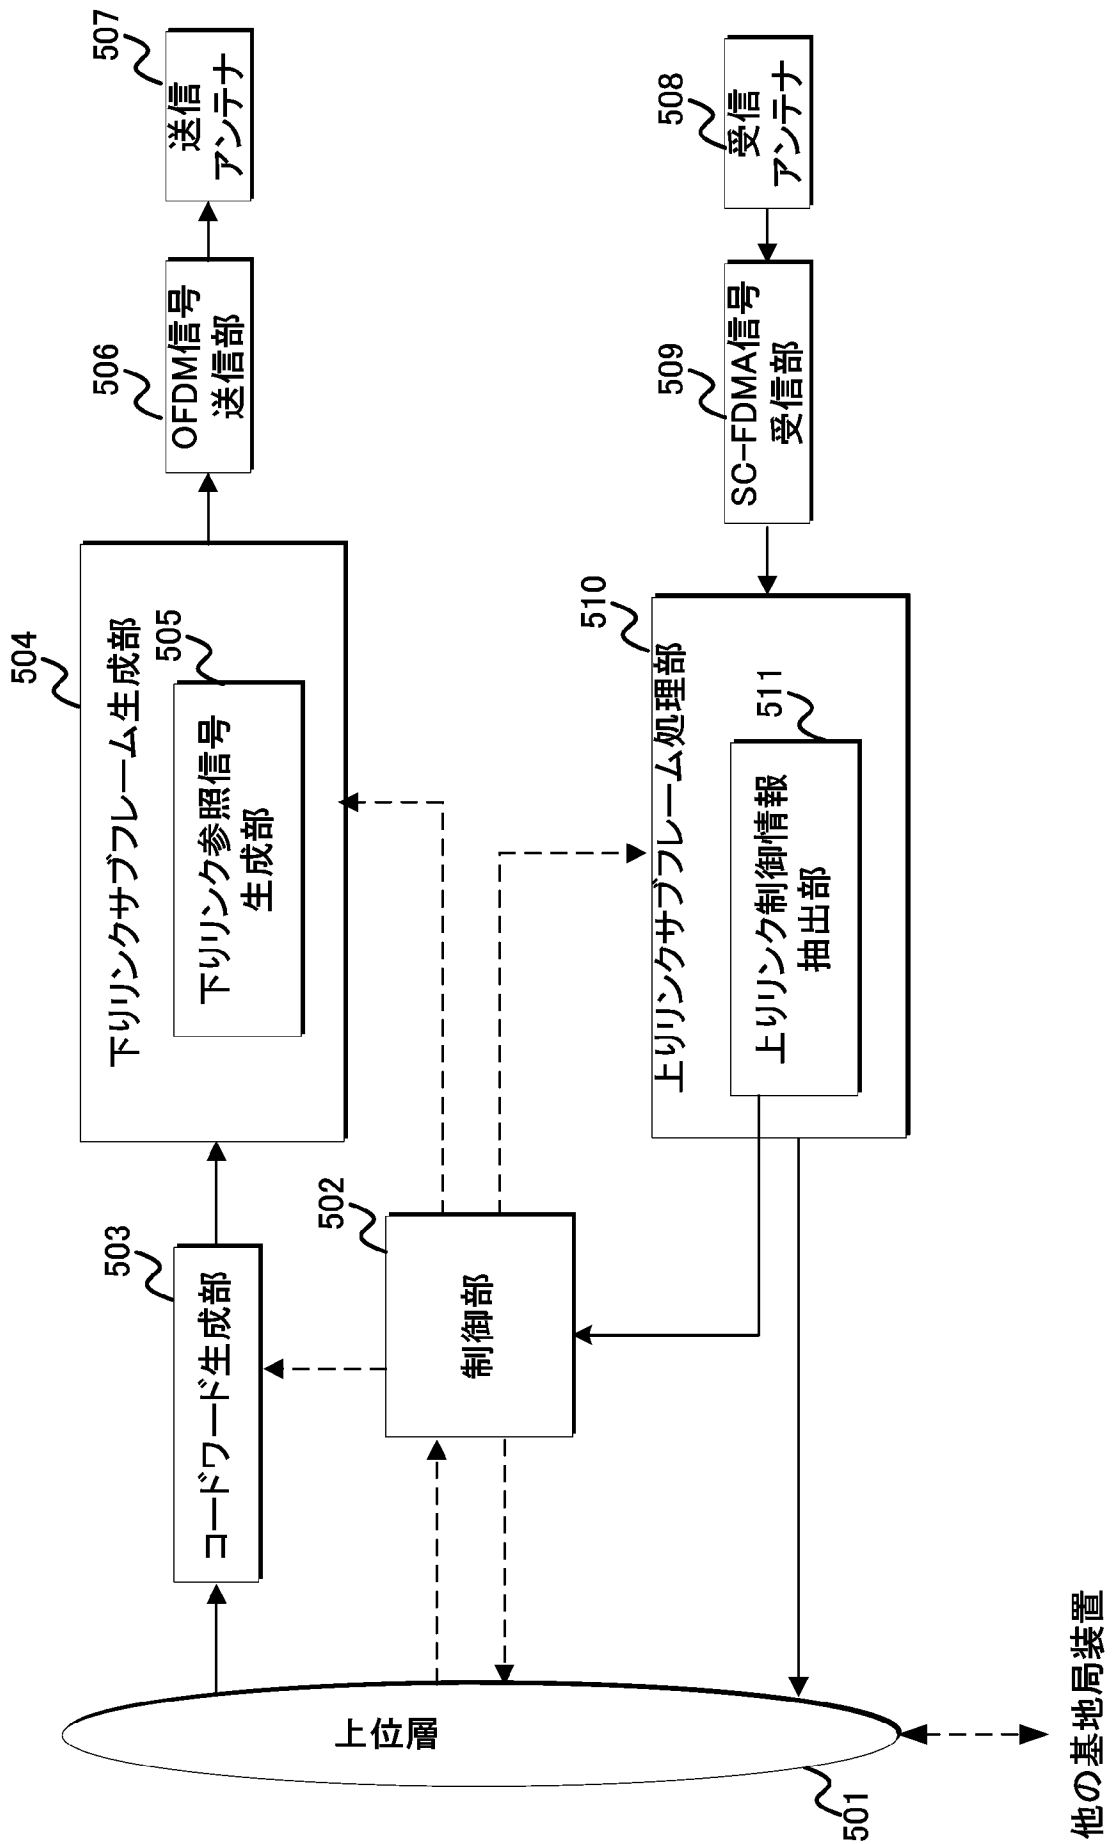 501
上位層
他の基地局装置
502
制御部
503
コードワード生成部
504
下りリンクサブフレーム生成部
505
下りリンク参照信号
生成部
506
OFDM信号
送信部
507
送信
アンテナ
508
受信
アンテナ
509
SC-FDMA信号
受信部
510
上りリンクサブフレーム処理部
511
上りリンク制御情報
抽出部